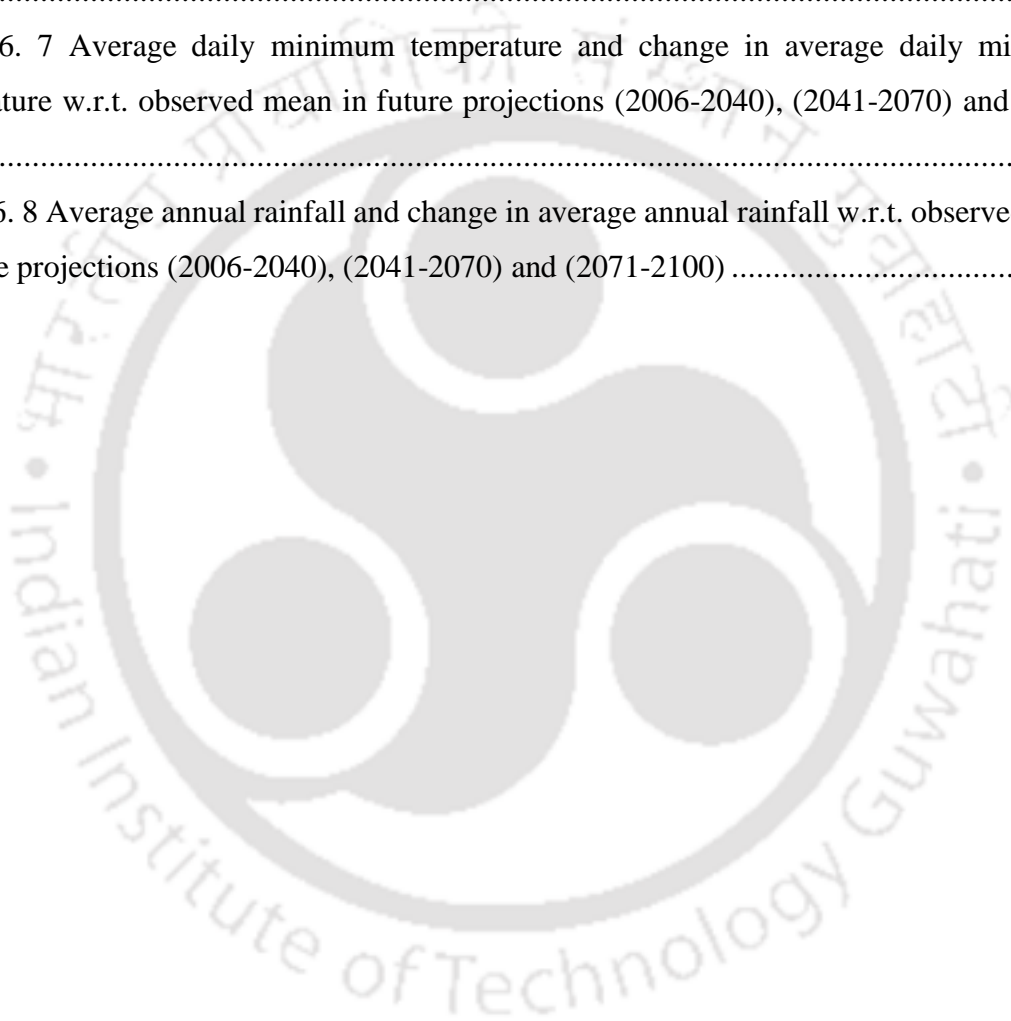 6. 7 Average daily minimum temperature and change in average daily mi
ature w.r.t. observed mean in future projections (2006-2040), (2041-2070) and
6. 8 Average annual rainfall and change in average annual rainfall w.r.t. observe
e projections (2006-2040), (2041-2070) and (2071-2100)
Indian Institute of Technology Guwahati